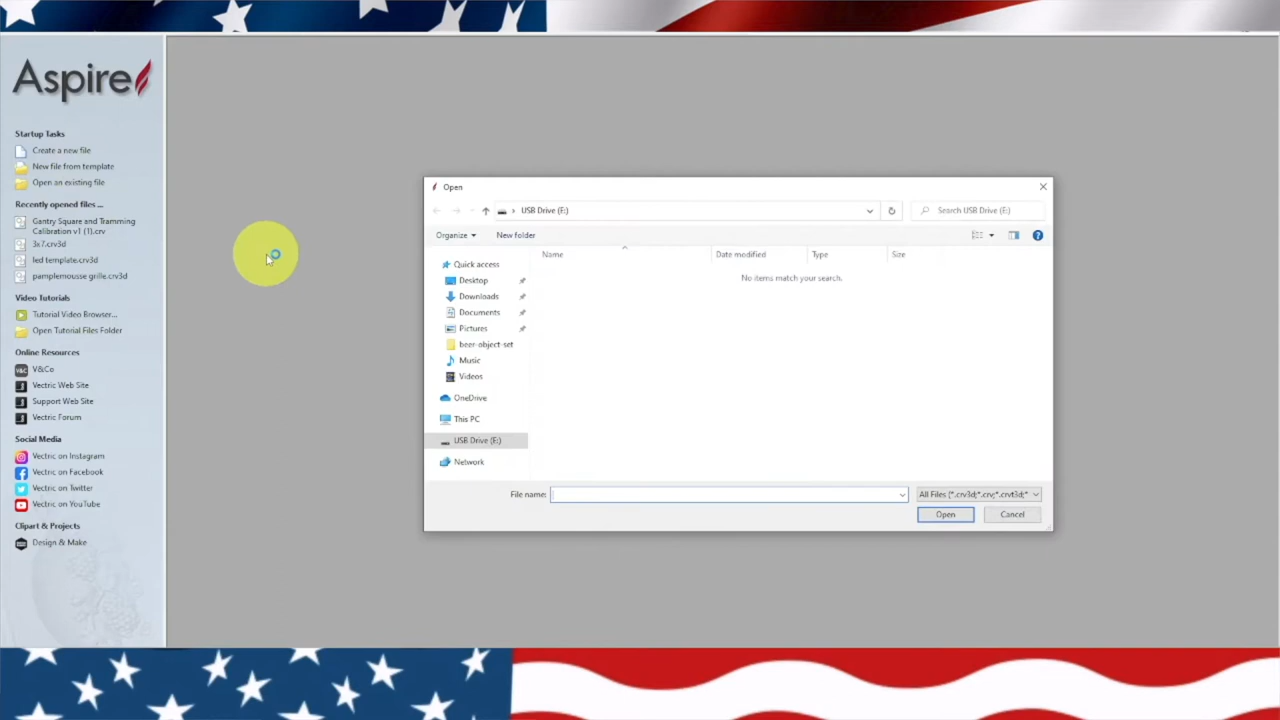 Aspire
Startup Tasks
Create a new file
New file from template
Open an existing file
Recently opened files ...
Gantry Square and Tramming
Calibration v1 (1).crv
3x7.crv3d
led template.crv3d
pamplemousse grille.crv3d
Video Tutorials
Tutorial Video Browser...
Open Tutorial Files Folder
Online Resources
V&Co
V&Co
Vectric Web Site
Support Web Site
Vectric Forum
Social Media
Vectric on Instagram
Vectric on Facebook
Vectric on Twitter
Vectric on YouTube
Clipart & Projects
Design & Make
Open
USB Drive (E:)
Search USB Drive (E:)
Organize
New folder
Name
Date modified
Type
Size
No items match your search.
Quick access
Desktop
Downloads
Documents
Pictures
beer-object-set
Music
Videos
OneDrive
This PC
USB Drive (E:)
Network
File name:
All Files (*.crv3d;*.crv;*.crvt3d;*
Open
Cancel